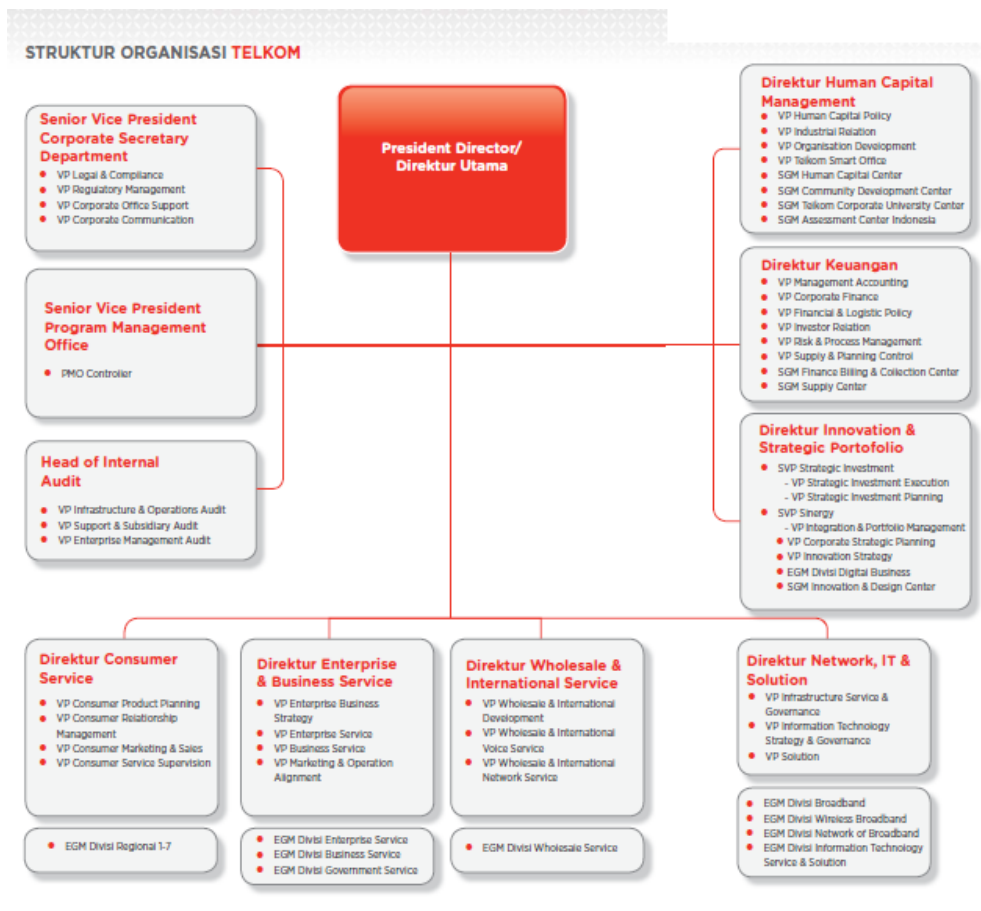 STRUKTUR ORGANISASI TELKOM
President Director/
Direktur Utama
Senior Vice President
Corporate Secretary
Department
VP Legal & Compliance
VP Regulatory Management
VP Corporate Office Support
VP Corporate Communication
Senior Vice President
Program Management
Office
PMO Controller
Head of Internal
Audit
VP Infrastructure & Operations Audit
VP Support & Subsidiary Audit
VP Enterprise Management Audit
Direktur Human Capital
Management
VP Human Capital Policy
VP Industrial Relation
VP Organisation Development
VP Telkom Smart Office
SGM Human Capital Center
SGM Community Development Center
SGM Telkom Corporate University Center
SGM Assessment Center Indonesia
Direktur Keuangan
VP Management Accounting
VP Corporate Finance
VP Financial & Logistic Policy
VP Investor Relation
VP Risk & Process Management
VP Supply & Planning Control
SGM Finance Billing & Collection Center
SGM Supply Center
Direktur Innovation &
Strategic Portofolio
SVP Strategic Investment
- VP Strategic Investment Execution
- VP Strategic Investment Planning
SVP Sinergy
- VP Integration & Portfolio Management
VP Corporate Strategic Planning
VP Innovation Strategy
EGM Divisi Digital Business
SGM Innovation & Design Center
Direktur Consumer
Service
VP Consumer Product Planning
VP Consumer Relationship
Management
VP Consumer Marketing & Sales
VP Consumer Service Supervision
EGM Divisi Regional 1-7
Direktur Enterprise
& Business Service
VP Enterprise Business
Strategy
VP Enterprise Service
VP Business Service
VP Marketing & Operation
Alignment
EGM Divisi Enterprise Service
EGM Divisi Business Service
EGM Divisi Government Service
Direktur Wholesale &
International Service
VP Wholesale & International
Development
VP Wholesale & International
Voice Service
VP Wholesale & International
Network Service
EGM Divisi Wholesale Service
Direktur Network, IT &
Solution
VP Infrastructure Service &
Governance
VP Information Technology
Strategy & Governance
VP Solution
EGM Divisi Broadband
EGM Divisi Wireless Broadband
EGM Divisi Network of Broadband
EGM Divisi Information Technology
Service & Solution